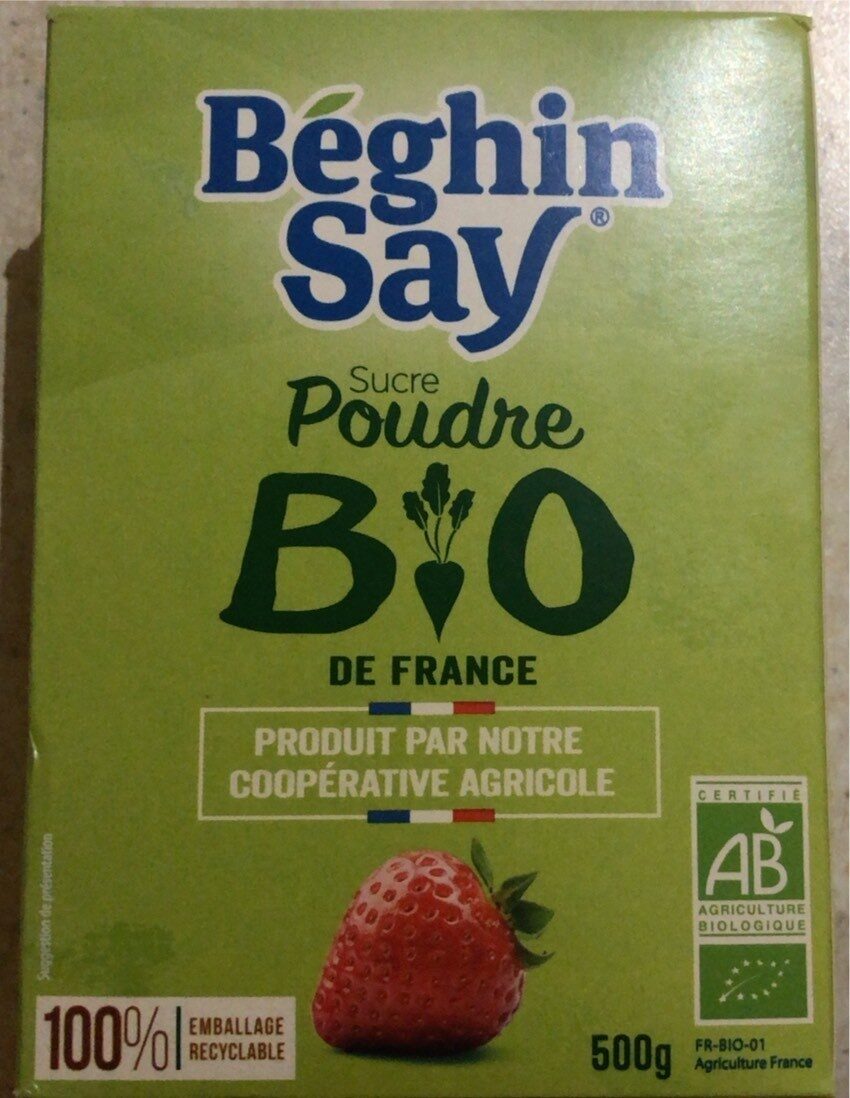 Béghin
Say®
Sucre
Poudre
BIO
DE FRANCE
PRODUIT PAR NOTRE
COOPÉRATIVE AGRICOLE
Suggestion de présentation
100% EMBALLAGE
RECYCLABLE
500g
CERTIFIÉ
AB
AGRICULTURE
BIOLOGIQUE
FR-BIO-01
Agriculture France